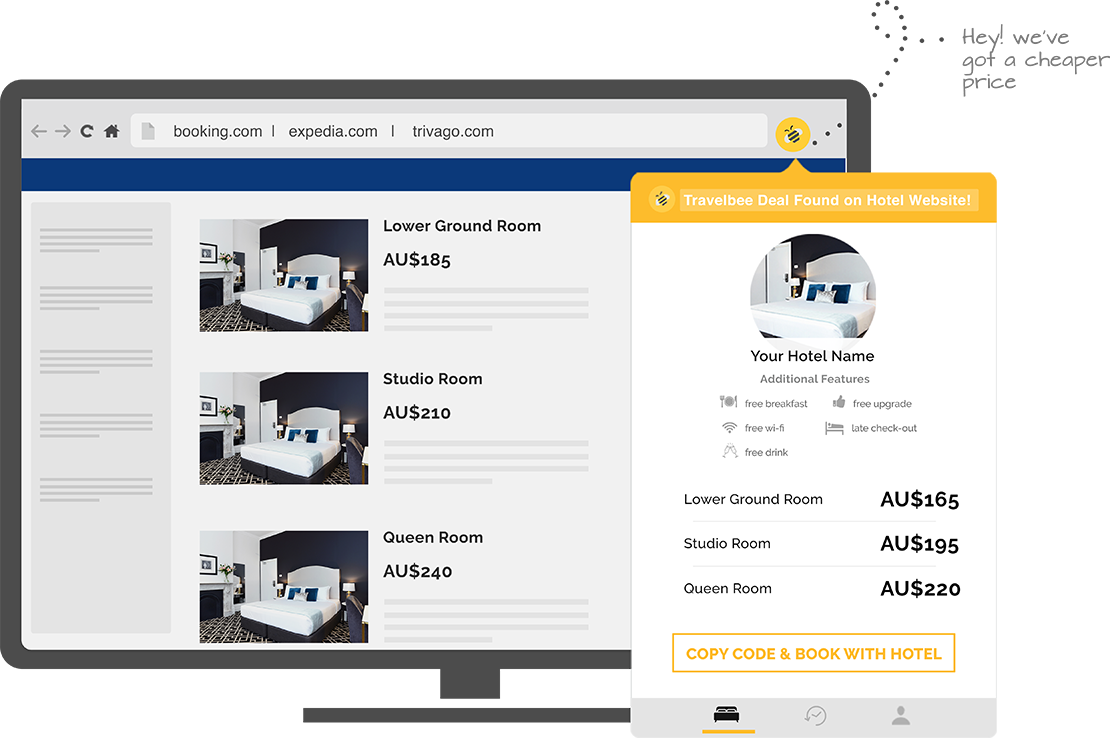 Hey! we've
got a cheaper
price
booking.com | expedia.com | trivago.com
Travelbee Deal Found on Hotel Website!
Lower Ground Room
AU$185
Studio Room
AU$210
Queen Room
AU$240
Your Hotel Name
Additional Features
free breakfast free upgrade
free wi-fi late check-out
free drink
Lower Ground Room AU$165
Studio Room AU$195
Queen Room AU$220
COPY CODE & BOOK WITH HOTEL